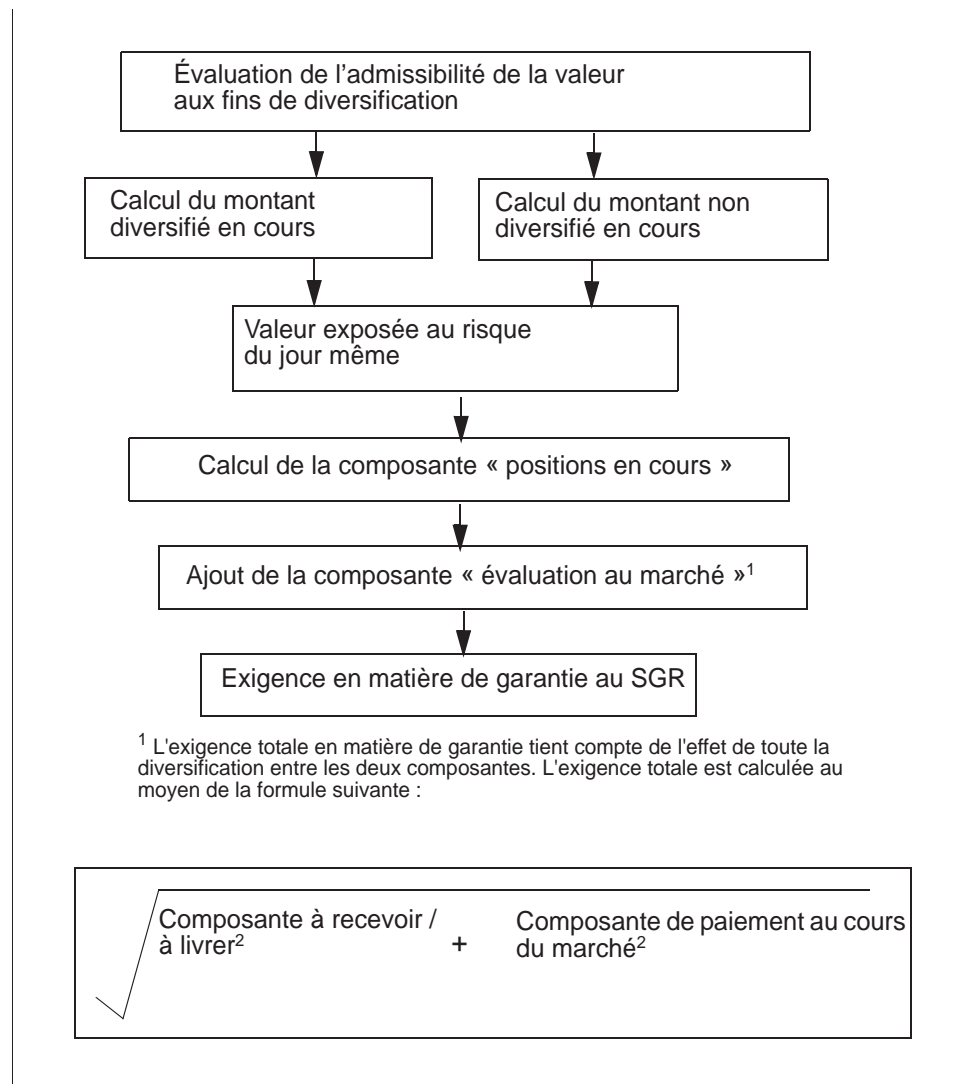 Évaluation de l'admissibilité de la valeur
aux fins de diversification
Calcul du montant
diversifié en cours
Calcul du montant non
diversifié en cours
Valeur exposée au risque
du jour même
Calcul de la composante « positions en cours »
Ajout de la composante « évaluation au marché »¹
Exigence en matière de garantie au SGR
¹ L'exigence totale en matière de garantie tient compte de l'effet de toute la
diversification entre les deux composantes. L'exigence totale est calculée au
moyen de la formule suivante :
Composante à recevoir /
à livrer²
+
Composante de paiement au cours
du marché²